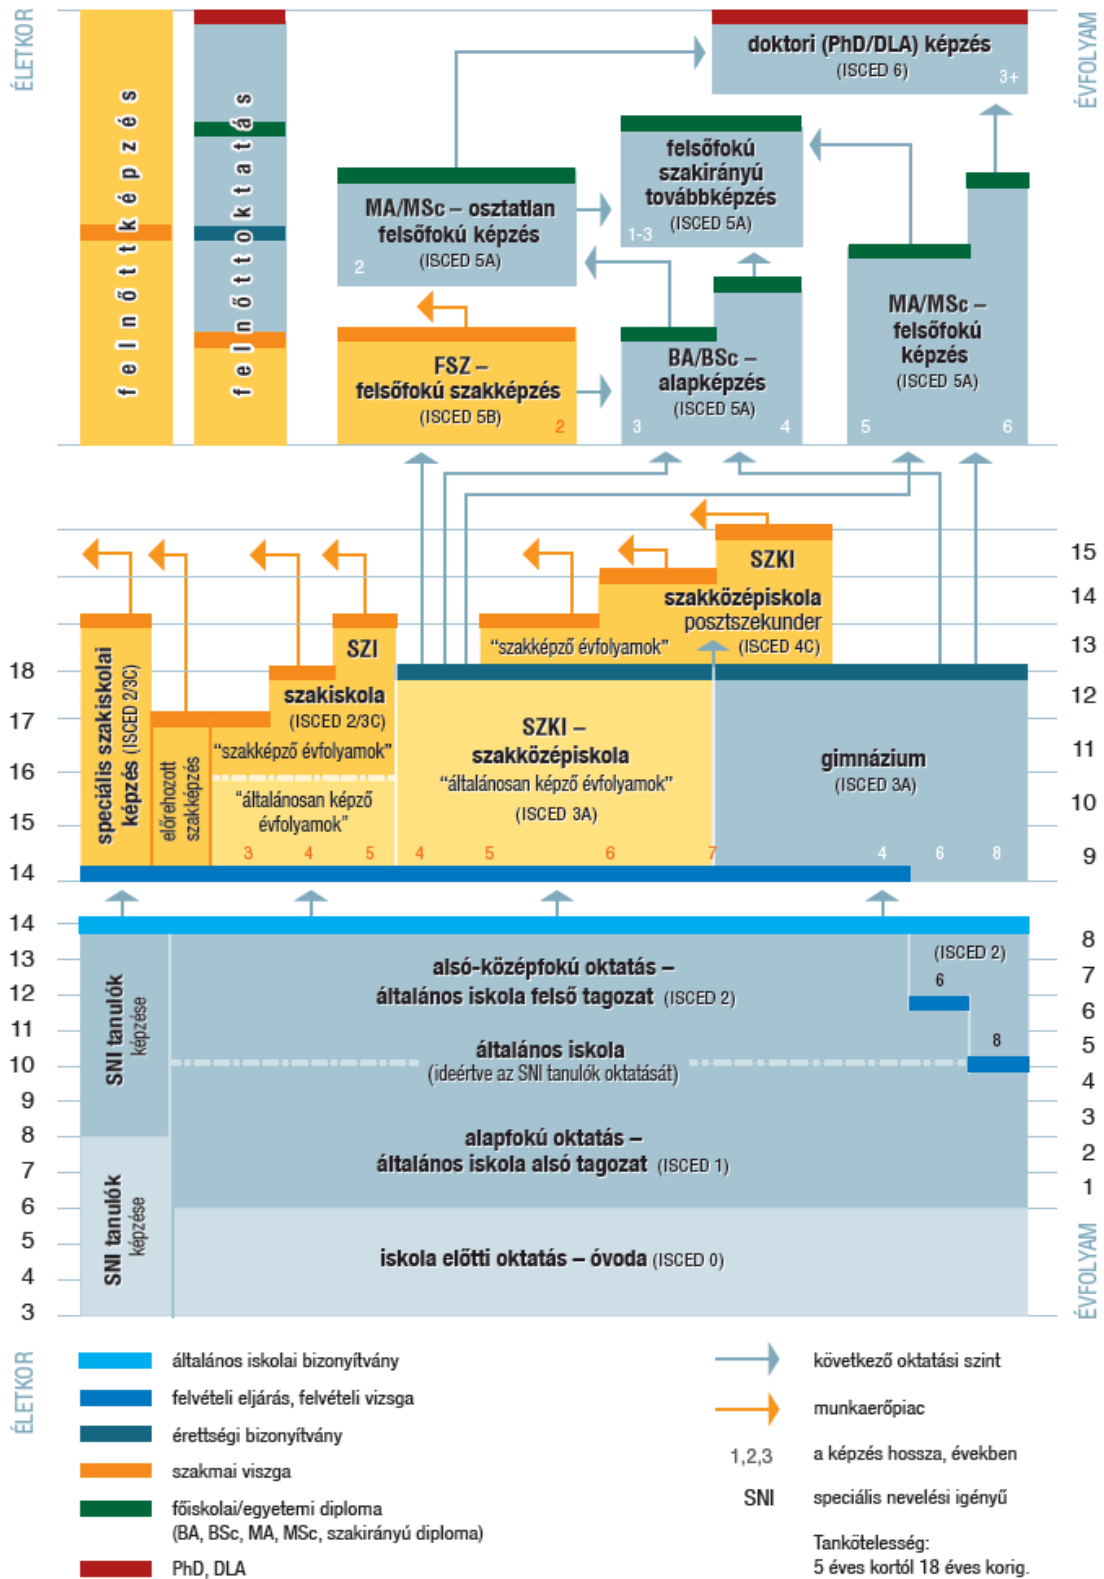 ÉLETKOR
ÉVFOLYAM
felnőttképzés
felnőttoktatás
doktori (PhD/DLA) képzés
(ISCED 6)
3+
felsőfokú
szakirányú
továbbképzés
(ISCED 5A)
1-3
MA/MSc – osztatlan
felsőfokú képzés
(ISCED 5A)
2
MA/MSc –
felsőfokú
képzés
(ISCED 5A)
5
6
FSZ –
felsőfokú szakképzés
(ISCED 5B)
2
BA/BSc –
alapképzés
(ISCED 5A)
3
4
15
14
13
12
11
10
9
18
17
16
15
14
SZKI
szakközépiskola
posztszekunder
(ISCED 4C)
"szakképző évfolyamok"
speciális szakiskolai
képzés (ISCED 2/3C)
előrehozott
szakképzés
SZI
szakiskola
(ISCED 2/3C)
"szakképző évfolyamok"
"általánosan képző
évfolyamok"
3
4
5
SZKI –
szakközépiskola
"általánosan képző évfolyamok"
(ISCED 3A)
4
5
6
7
gimnázium
(ISCED 3A)
4
6
8
14
13
12
11
10
9
8
7
6
5
4
3
8
7
6
5
4
3
2
1
ÉVFOLYAM
SNI tanulók
képzése
SNI tanulók
képzése
alsó-középfokú oktatás –
általános iskola felső tagozat (ISCED 2)
(ISCED 2)
6
8
általános iskola
(ideértve az SNI tanulók oktatását)
alapfokú oktatás –
általános iskola alsó tagozat (ISCED 1)
iskola előtti oktatás – óvoda (ISCED 0)
ÉLETKOR
általános iskolai bizonyítvány
felvételi eljárás, felvételi vizsga
érettségi bizonyítvány
szakmai viszga
főiskolai/egyetemi diploma
(BA, BSc, MA, MSc, szakirányú diploma)
PhD, DLA
következő oktatási szint
munkaerőpiac
1,2,3 a képzés hossza, években
SNI speciális nevelési igényű
Tankötelesség:
5 éves kortól 18 éves korig.